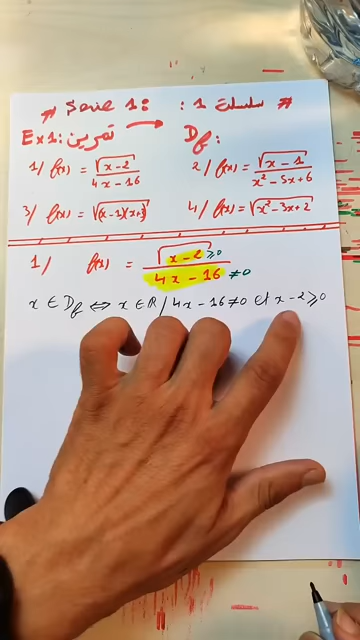 # Serie 1: : 1 سلسلة #
Ex1: تمرين → Df :
1/ f(x) = √(x-2) / (4x-16) 2/ f(x) = √(x-1) / (x²-5x+6)
3/ f(x) = √((x-2)(x+3)) 4/ f(x) = √(x²-3x+2)
1/ f(x) = √(x-2 ≥0) / (4x-16 ≠0)
x ∈ Df ⇔ x ∈ R / 4x-16 ≠0 et x-2 ≥0